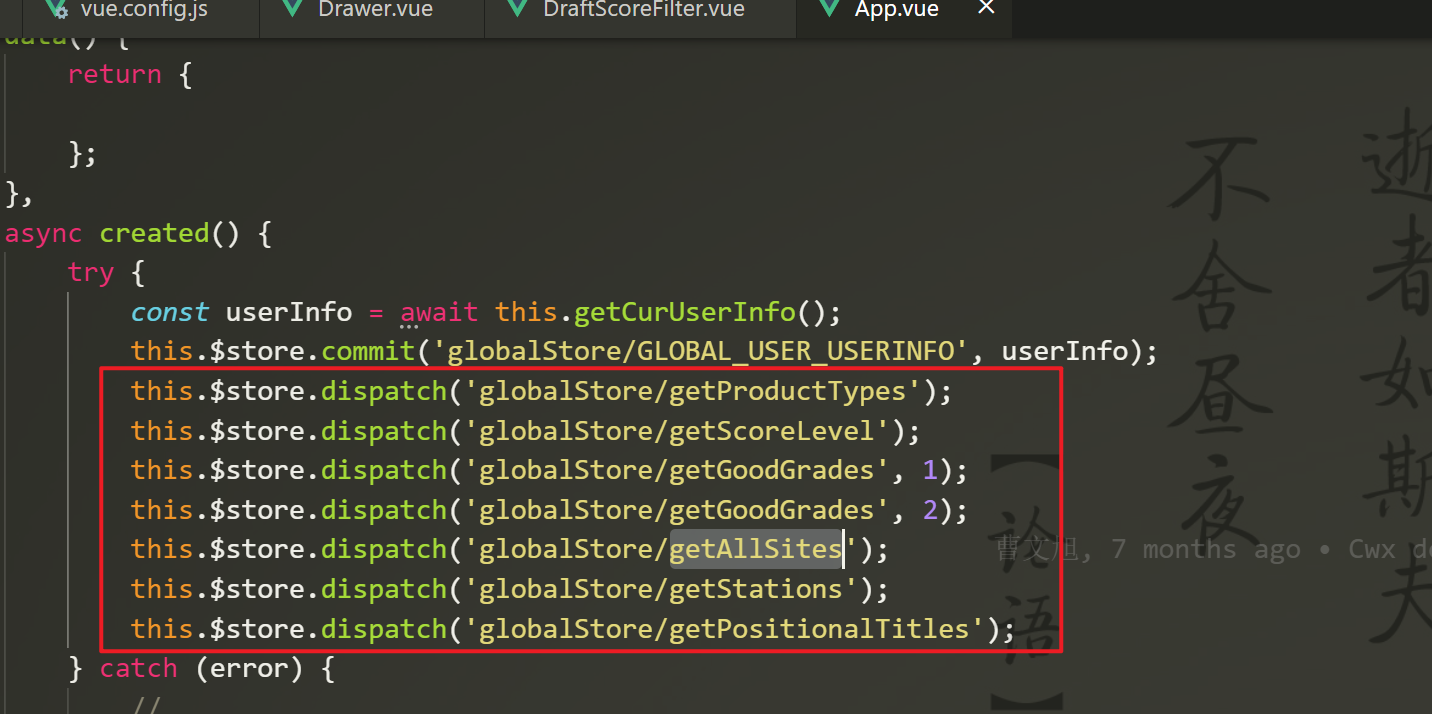 vue.config.js Drawer.vue DraftScoreFilter.vue App.vue ×
data() {
return {
};
},
async created() {
try {
const userInfo = await this.getCurUserInfo();
this.$store.commit('globalStore/GLOBAL_USER_USERINFO', userInfo);
this.$store.dispatch('globalStore/getProductTypes');
this.$store.dispatch('globalStore/getScoreLevel');
this.$store.dispatch('globalStore/getGoodGrades', 1);
this.$store.dispatch('globalStore/getGoodGrades', 2);
this.$store.dispatch('globalStore/getAllSites'); 曹文旭, 7 months ago • Cwx
this.$store.dispatch('globalStore/getStations');
this.$store.dispatch('globalStore/getPositionalTitles');
} catch (error) {
//
逝者如斯夫
不舍昼夜
【论语】